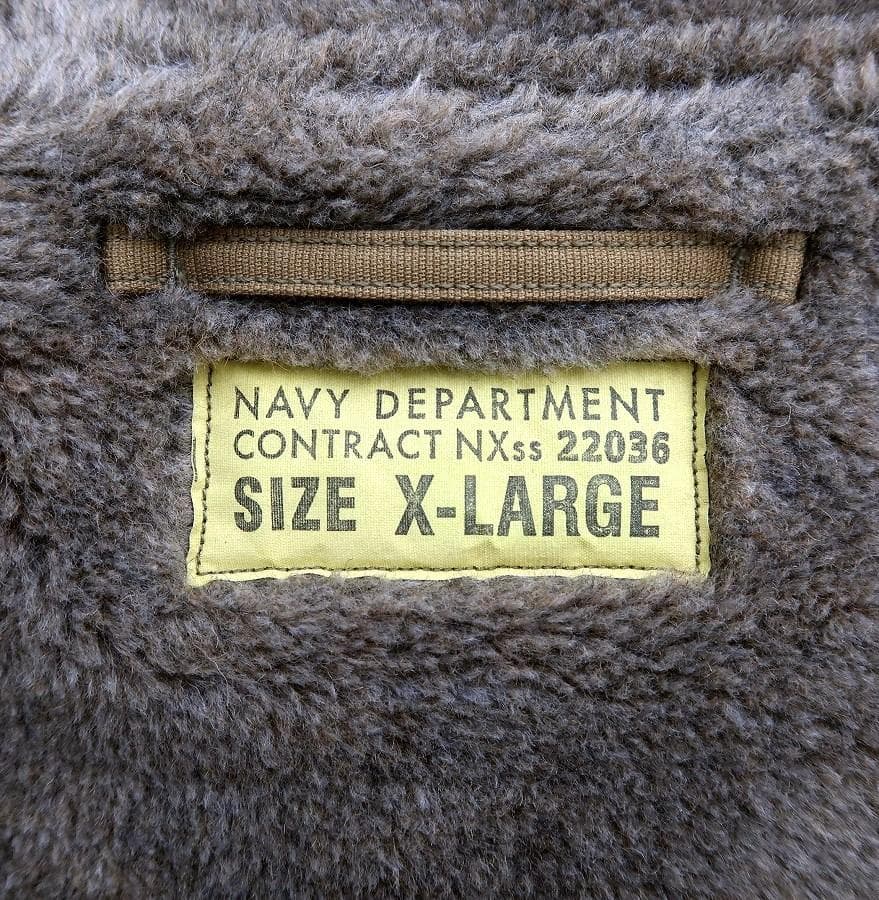 NAVY DEPARTMENT
CONTRACT NXss 22036
SIZE X-LARGE